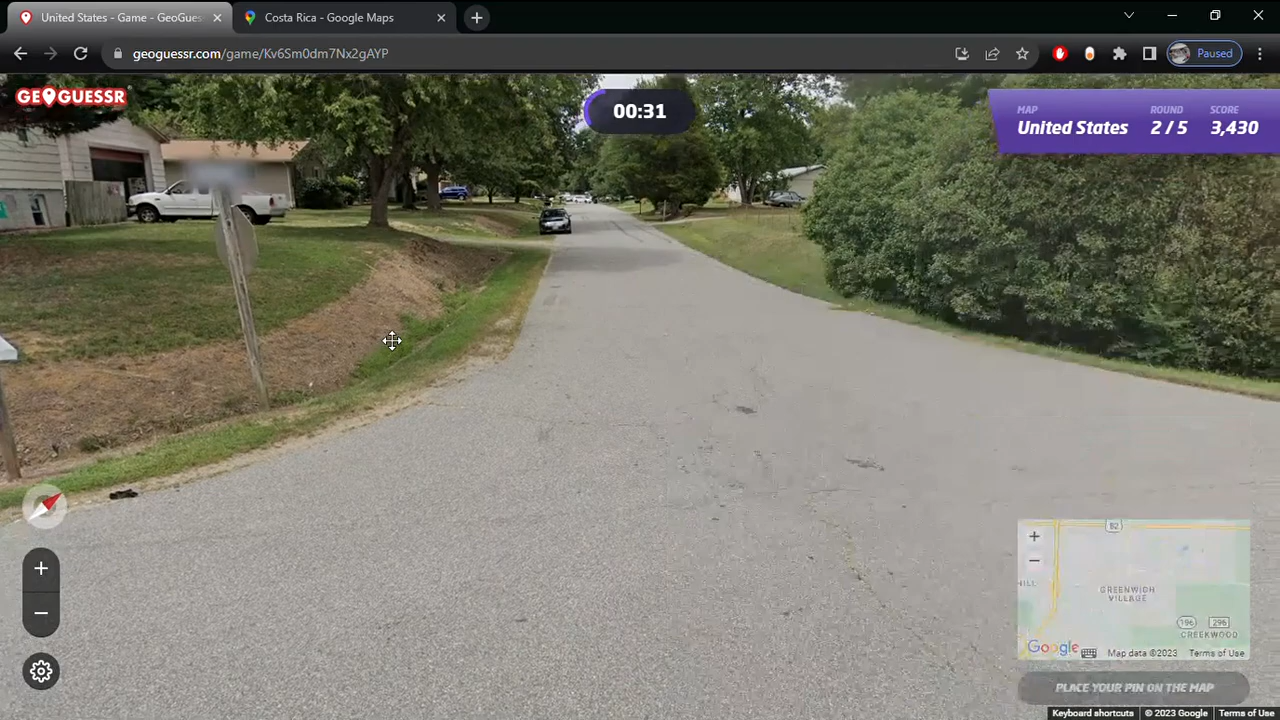 United States - Game - GeoGues
Costa Rica - Google Maps
geoguessr.com/game/Kv6Sm0dm7Nx2gAYP
Paused
GEOGUESSR
00:31
MAP
United States
ROUND
2 / 5
SCORE
3,430
82
HILL
GREENWICH
VILLAGE
196
296
CREEKWOOD
Google
Map data ©2023
Terms of Use
PLACE YOUR PIN ON THE MAP
Keyboard shortcuts
© 2023 Google
Terms of Use